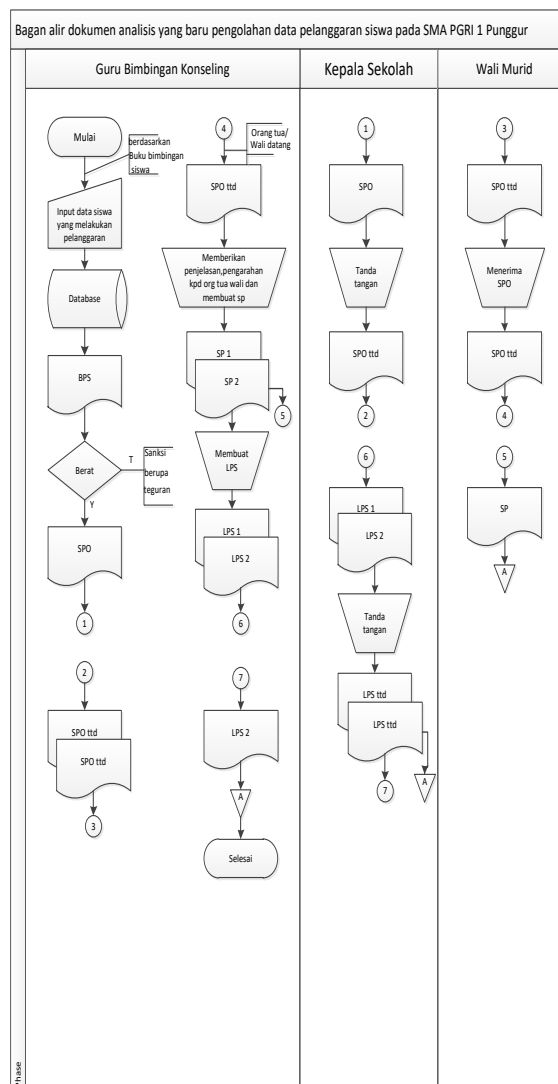 Bagan alir dokumen analisis yang baru pengolahan data pelanggaran siswa pada SMA PGRI 1 Punggur
Guru Bimbingan Konseling
Kepala Sekolah
Wali Murid
Mulai
berdasarkan
Buku bimbingan
siswa
Input data siswa
yang melakukan
pelanggaran
Database
BPS
Berat
T
Sanksi
berupa
teguran
Y
SPO
1
2
SPO ttd
SPO ttd
3
4
Orang tua/
Wali datang
SPO ttd
Memberikan
penjelasan,pengarahan
kpd org tua wali dan
membuat sp
SP 1
SP 2
5
Membuat
LPS
LPS 1
LPS 2
6
7
LPS 2
A
Selesai
1
SPO
Tanda
tangan
SPO ttd
2
6
LPS 1
LPS 2
Tanda
tangan
LPS ttd
LPS ttd
7
A
3
SPO ttd
Menerima
SPO
SPO ttd
4
5
SP
A
Phase